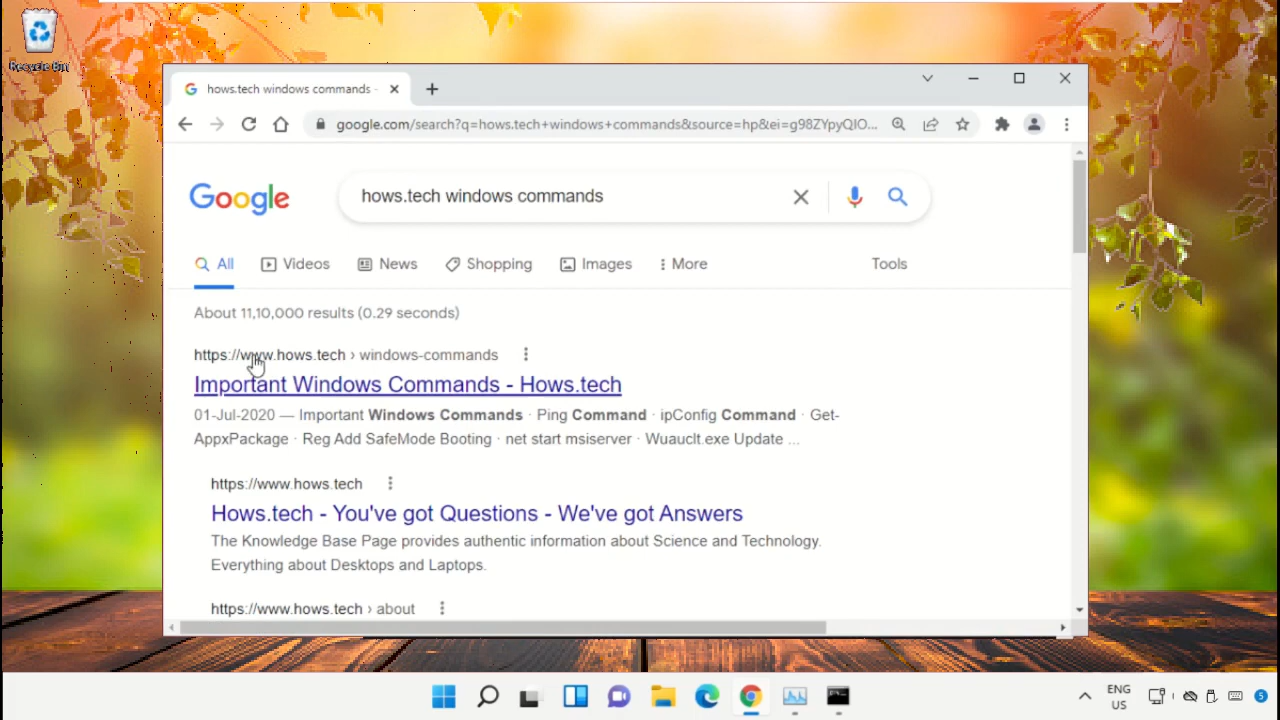 Recycle Bin
hows.tech windows commands -
google.com/search?q=hows.tech+windows+commands&source=hp&ei=g98ZYpyQIO...
Google
hows.tech windows commands
All Videos News Shopping Images More Tools
About 11,10,000 results (0.29 seconds)
https://www.hows.tech › windows-commands
Important Windows Commands - Hows.tech
01-Jul-2020 — Important Windows Commands · Ping Command · ipConfig Command · Get-
AppxPackage · Reg Add SafeMode Booting · net start msiserver · Wuauclt.exe Update ...
https://www.hows.tech
Hows.tech - You've got Questions - We've got Answers
The Knowledge Base Page provides authentic information about Science and Technology.
Everything about Desktops and Laptops.
https://www.hows.tech › about
ENG
US
5